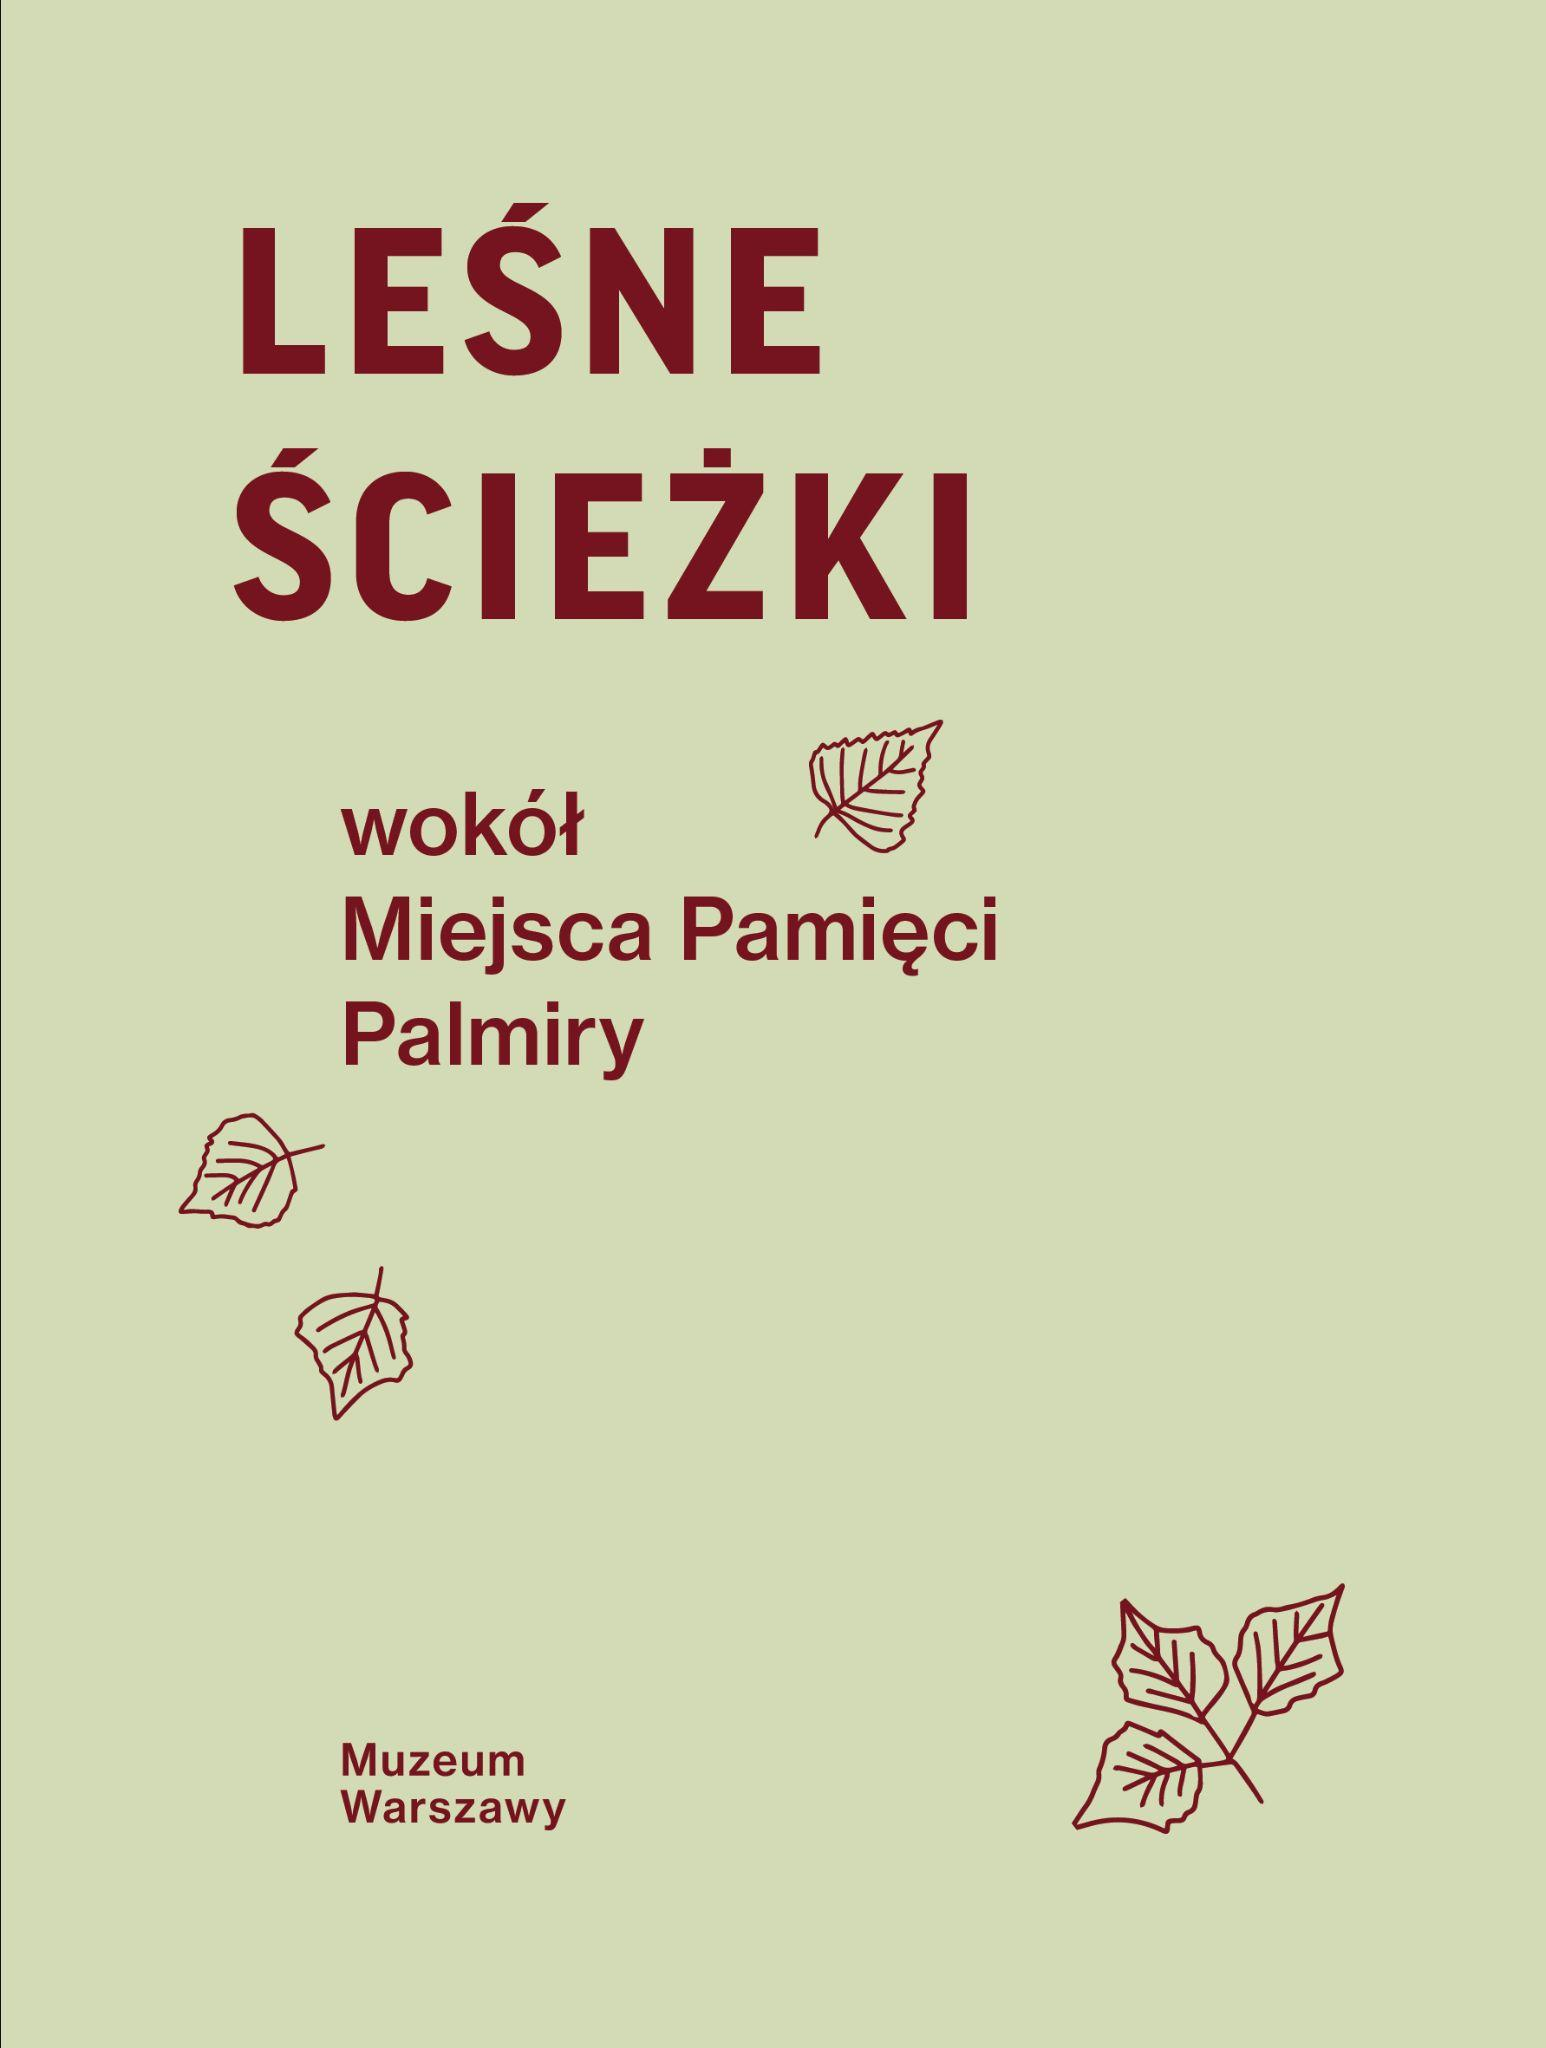 LEŚNE
ŚCIEŻKI
wokół
Miejsca Pamięci
Palmiry
Muzeum
Warszawy